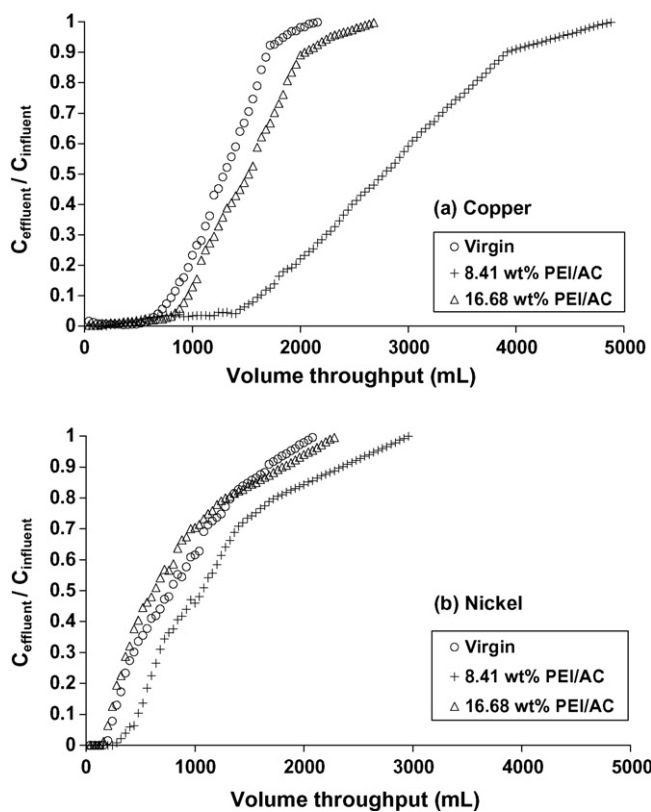 1
0.9
0.8
0.7
0.6
0.5
0.4
0.3
0.2
0.1
0
C effluent / C influent
(a) Copper
Virgin
8.41 wt% PEI/AC
16.68 wt% PEI/AC
0 1000 2000 3000 4000 5000
Volume throughput (mL)
1
0.9
0.8
0.7
0.6
0.5
0.4
0.3
0.2
0.1
0
C effluent / C influent
(b) Nickel
Virgin
8.41 wt% PEI/AC
16.68 wt% PEI/AC
0 1000 2000 3000 4000 5000
Volume throughput (mL)